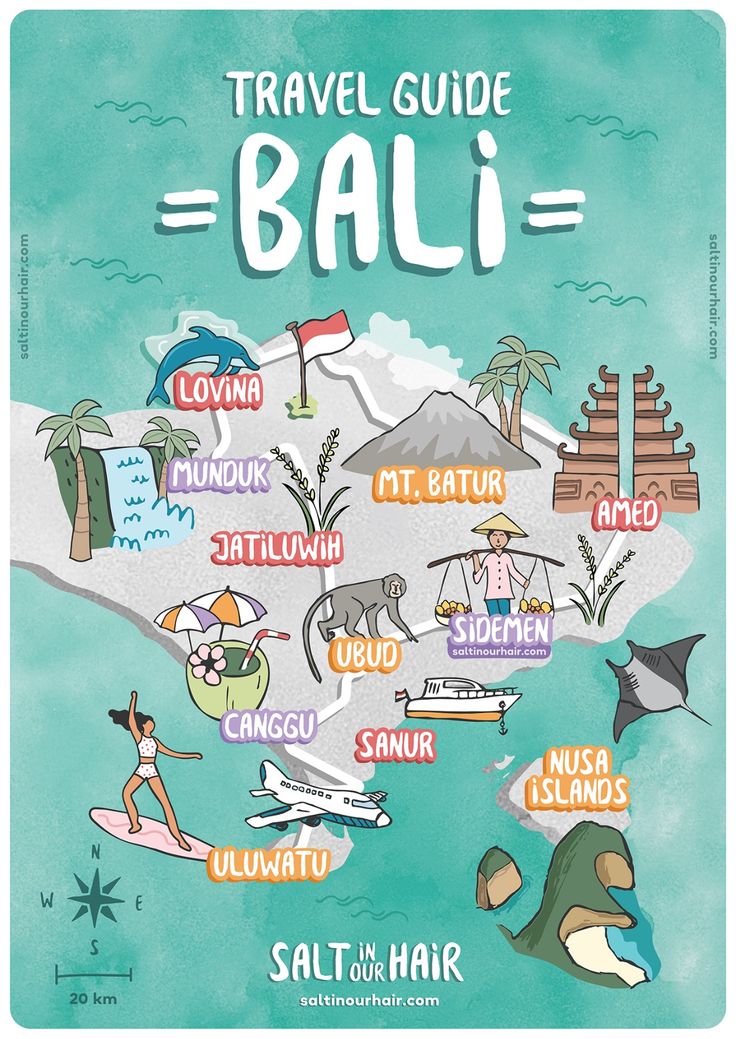 TRAVEL GUIDE
= BALI =
saltinourhair.com
saltinourhair.com
LOVINA
MUNDUK
MT. BATUR
AMED
JATILUWIH
SIDEMEN
saltinourhair.com
UBUD
CANGGU
SANUR
NUSA
ISLANDS
ULUWATU
N
W E
S
20 km
SALT IN OUR HAIR
saltinourhair.com